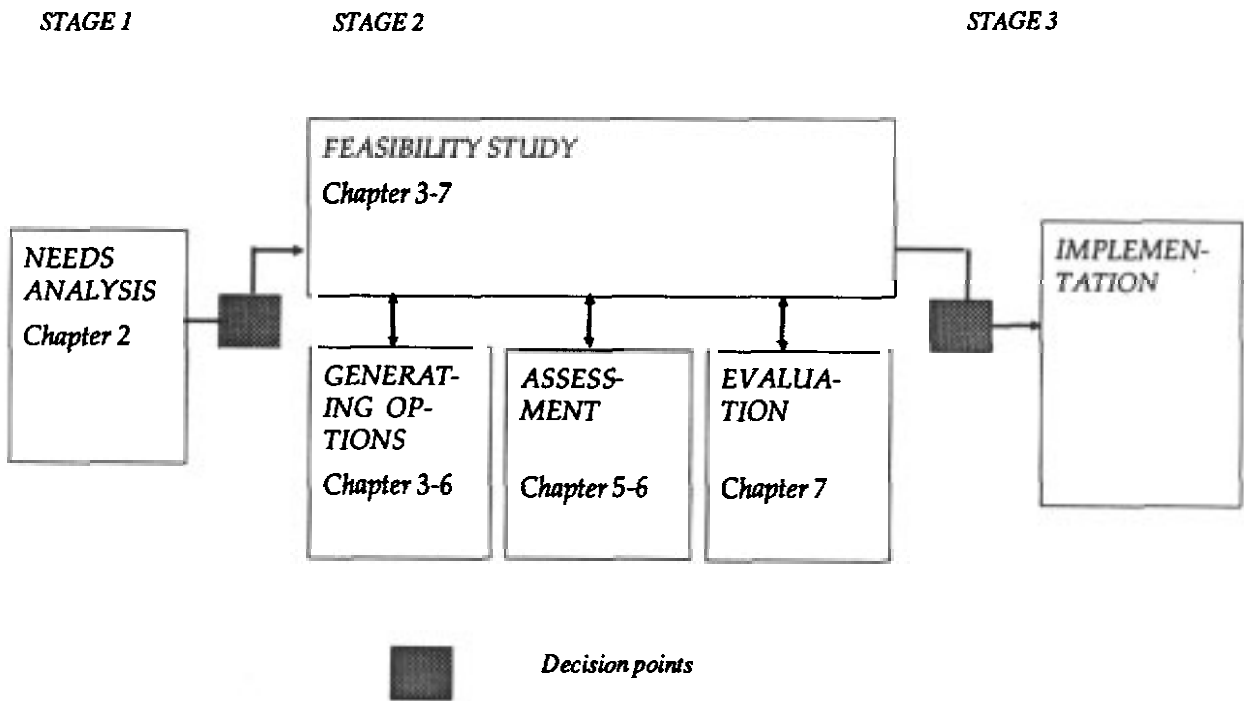 STAGE 1
STAGE 2
STAGE 3
FEASIBILITY STUDY
Chapter 3-7
NEEDS
ANALYSIS
Chapter 2
IMPLEMEN-
TATION
GENERAT-
ING OP-
TIONS
Chapter 3-6
ASSESS-
MENT
Chapter 5-6
EVALUA-
TION
Chapter 7
Decision points